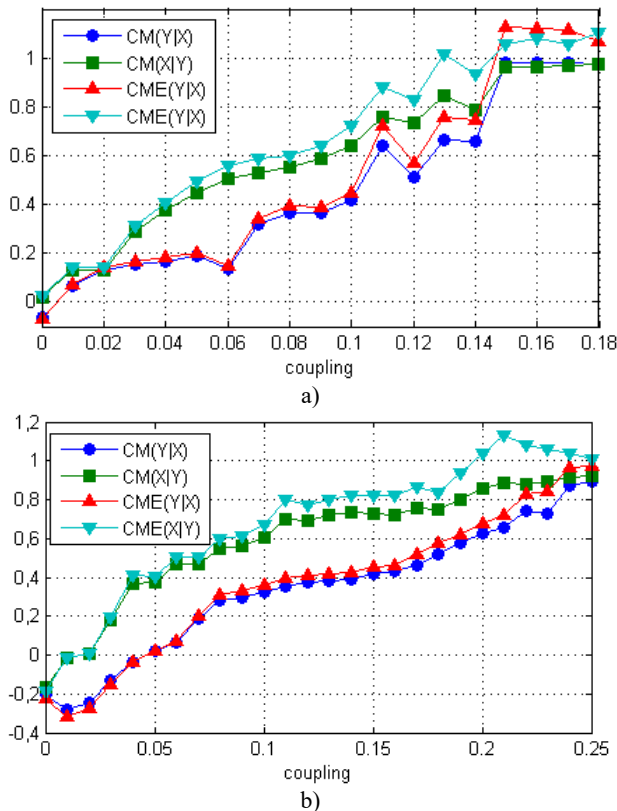 CM(Y|X)
CM(X|Y)
CME(Y|X)
CME(Y|X)
1
0.8
0.6
0.4
0.2
0
0 0.02 0.04 0.06 0.08 0.1 0.12 0.14 0.16 0.18
coupling
a)
1,2
CM(Y|X)
CM(X|Y)
CME(Y|X)
CME(X|Y)
1
0.8
0.6
0.4
0.2
0
-0.2
-0,4
0 0.05 0.1 0.15 0.2 0.25
coupling
b)